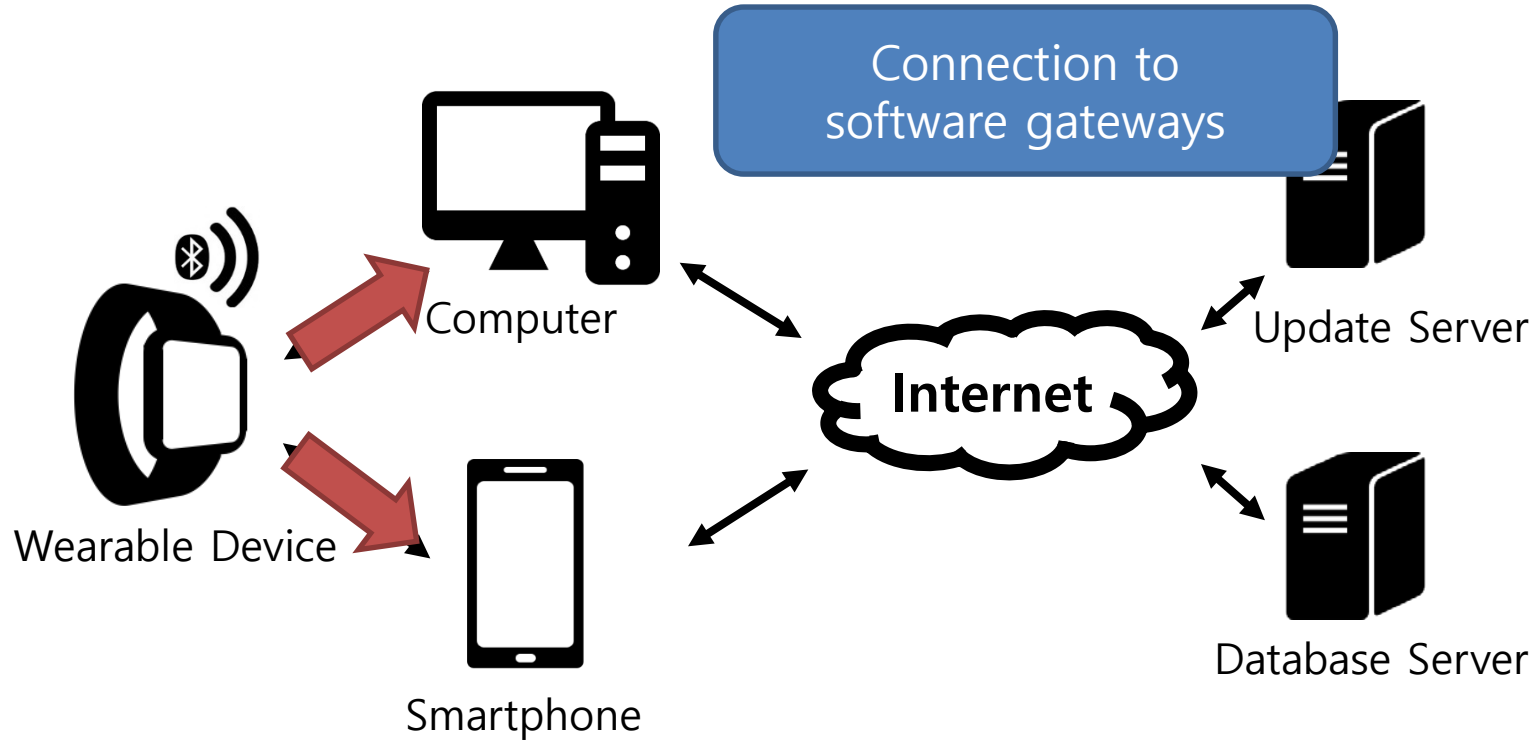 Connection to
software gateways
Computer
Update Server
Internet
Wearable Device
Database Server
Smartphone